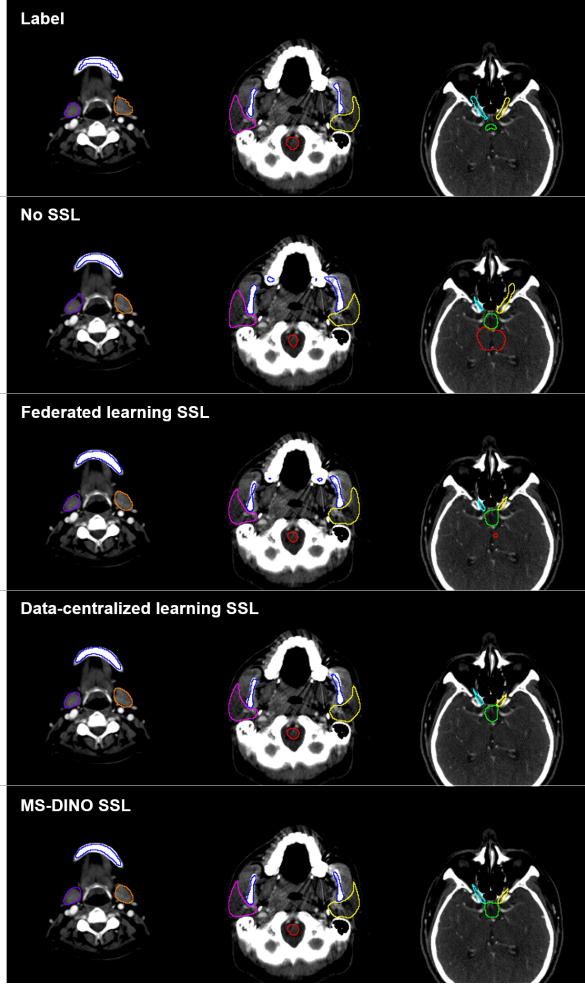 Label
No SSL
Federated learning SSL
Data-centralized learning SSL
MS-DINO SSL